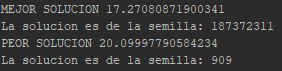 MEJOR SOLUCION 17.27080871900341
La solucion es de la semilla: 187372311
PEOR SOLUCION 20.09997790584234
La solucion es de la semilla: 909